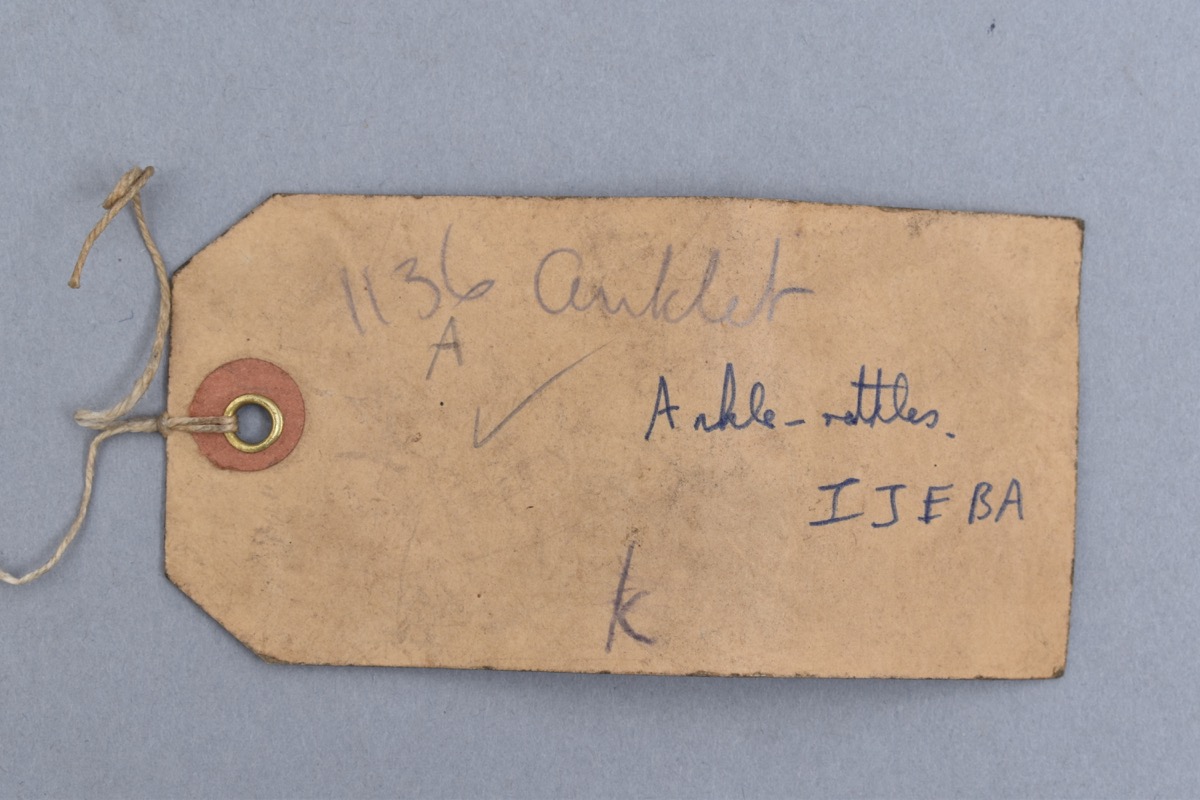 1136 anklet
A
✓
Ankle-rattles.
IJEBA
k